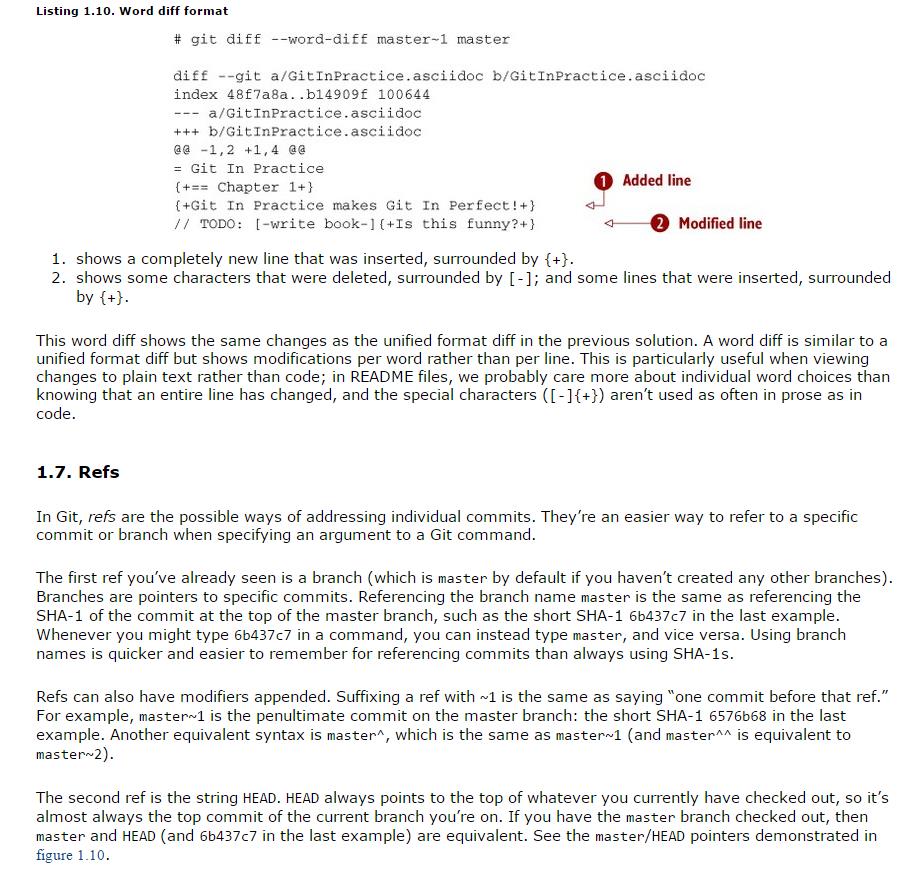 Listing 1.10. Word diff format
# git diff --word-diff master~1 master
diff --git a/GitInPractice.asciidoc b/GitInPractice.asciidoc
index 48f7a8a..b14909f 100644
--- a/GitInPractice.asciidoc
+++ b/GitInPractice.asciidoc
@@ -1,2 +1,4 @@
= Git In Practice
{+== Chapter 1+}
1 Added line
{+Git In Practice makes Git In Perfect!+}
// TODO: [-write book-]{+Is this funny?+}
2 Modified line
1. shows a completely new line that was inserted, surrounded by {+}.
2. shows some characters that were deleted, surrounded by [-]; and some lines that were inserted, surrounded
by {+}.
This word diff shows the same changes as the unified format diff in the previous solution. A word diff is similar to a
unified format diff but shows modifications per word rather than per line. This is particularly useful when viewing
changes to plain text rather than code; in README files, we probably care more about individual word choices than
knowing that an entire line has changed, and the special characters ([-]{+}) aren’t used as often in prose as in
code.
1.7. Refs
In Git, refs are the possible ways of addressing individual commits. They’re an easier way to refer to a specific
commit or branch when specifying an argument to a Git command.
The first ref you’ve already seen is a branch (which is master by default if you haven’t created any other branches).
Branches are pointers to specific commits. Referencing the branch name master is the same as referencing the
SHA-1 of the commit at the top of the master branch, such as the short SHA-1 6b437c7 in the last example.
Whenever you might type 6b437c7 in a command, you can instead type master, and vice versa. Using branch
names is quicker and easier to remember for referencing commits than always using SHA-1s.
Refs can also have modifiers appended. Suffixing a ref with ~1 is the same as saying “one commit before that ref.”
For example, master~1 is the penultimate commit on the master branch: the short SHA-1 6576b68 in the last
example. Another equivalent syntax is master^, which is the same as master~1 (and master^^ is equivalent to
master~2).
The second ref is the string HEAD. HEAD always points to the top of whatever you currently have checked out, so it’s
almost always the top commit of the current branch you’re on. If you have the master branch checked out, then
master and HEAD (and 6b437c7 in the last example) are equivalent. See the master/HEAD pointers demonstrated in
figure 1.10.